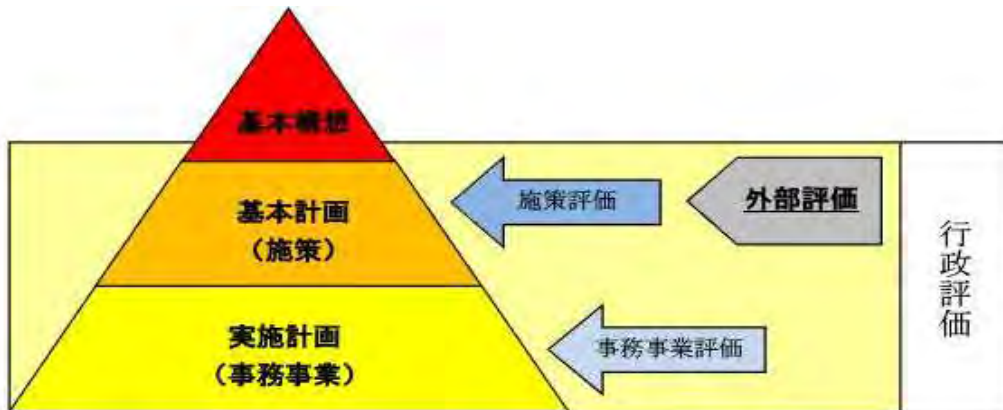 基本構想
基本計画
（施策）
施策評価
外部評価
実施計画
（事務事業）
事務事業評価
行政評価